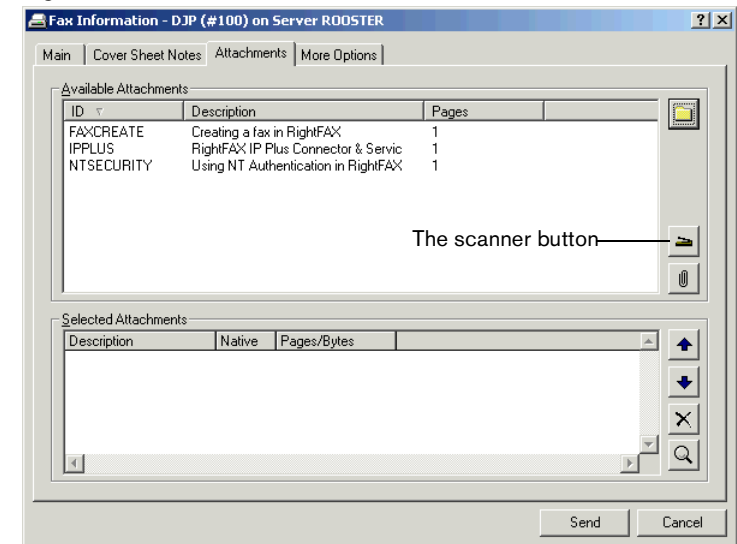 Fax Information - DJP (#100) on Server ROOSTER
Main Cover Sheet Notes Attachments More Options
Available Attachments
ID Description Pages
FAXCREATE Creating a fax in RightFAX 1
IPPLUS RightFAX IP Plus Connector & Servic 1
NTSECURITY Using NT Authentication in RightFAX 1
The scanner button
Selected Attachments
Description Native Pages/Bytes
Send Cancel